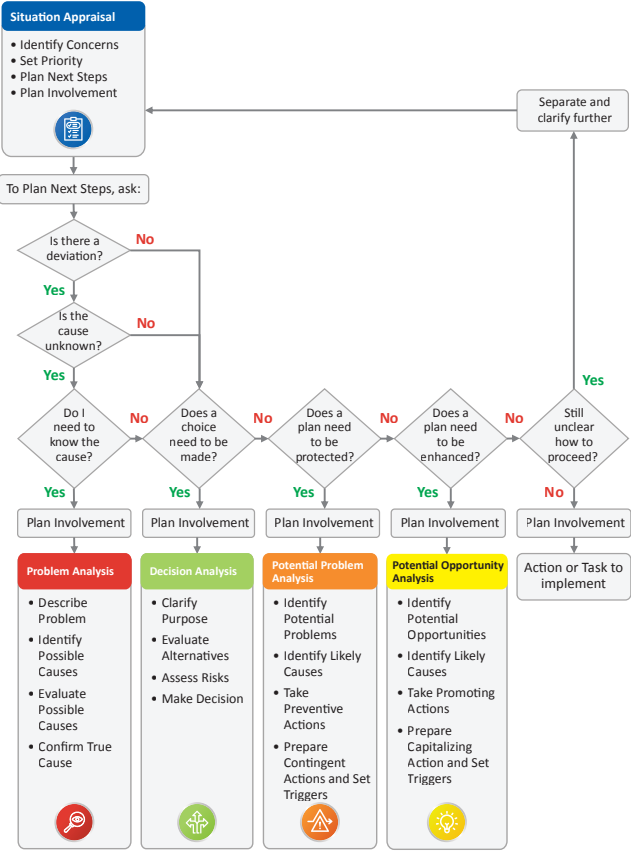 Situation Appraisal
• Identify Concerns
• Set Priority
• Plan Next Steps
• Plan Involvement
Separate and
clarify further
To Plan Next Steps, ask:
Is there a
deviation?
No
Yes
Is the
cause
unknown?
No
Yes
Do I
need to
know the
cause?
No
Yes
Does a
choice
need to be
made?
No
Yes
Does a
plan need
to be
protected?
No
Yes
Does a
plan need
to be
enhanced?
No
Yes
Still
unclear
how to
proceed?
Yes
No
Plan Involvement
Plan Involvement
Plan Involvement
Plan Involvement
Plan Involvement
Problem Analysis
• Describe
Problem
• Identify
Possible
Causes
• Evaluate
Possible
Causes
• Confirm True
Cause
Decision Analysis
• Clarify
Purpose
• Evaluate
Alternatives
• Assess Risks
• Make Decision
Potential Problem
Analysis
• Identify
Potential
Problems
• Identify Likely
Causes
• Take
Preventive
Actions
• Prepare
Contingent
Actions and Set
Triggers
Potential Opportunity
Analysis
• Identify
Potential
Opportunities
• Identify Likely
Causes
• Take Promoting
Actions
• Prepare
Capitalizing
Action and Set
Triggers
Action or Task to
implement